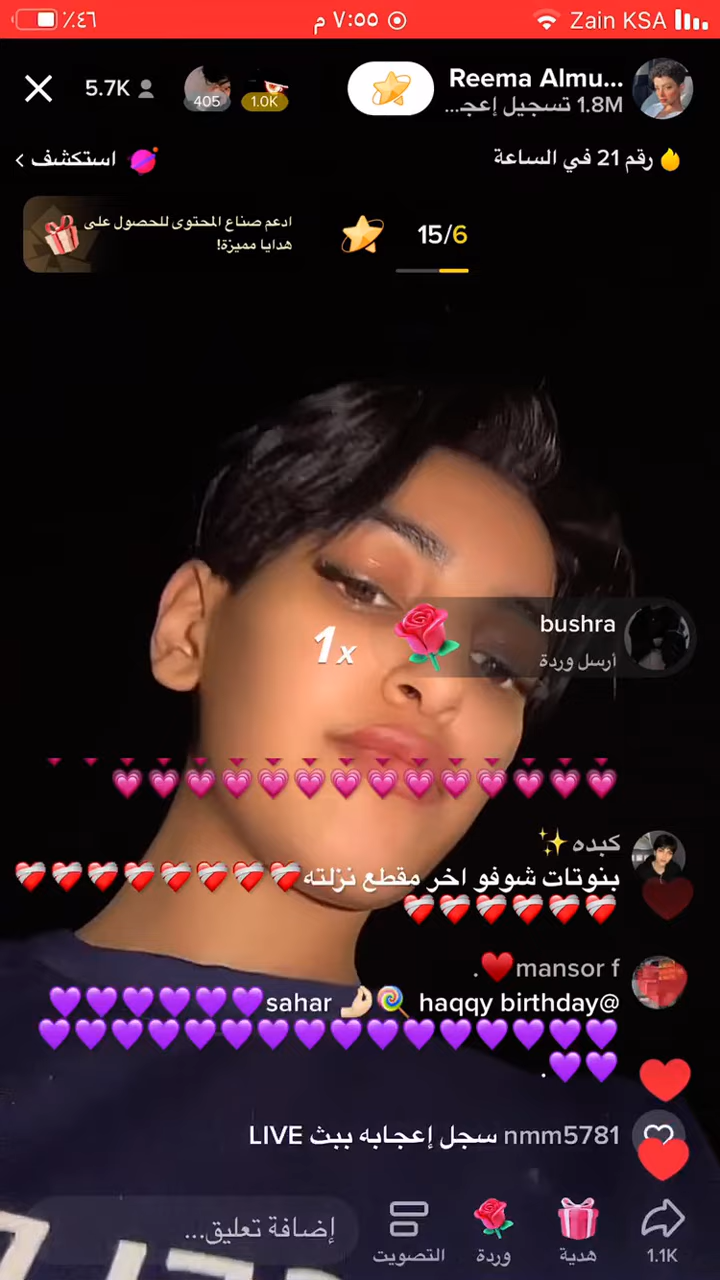 ٪٤٦
٧:٥٥ م
Zain KSA
5.7K
405
1.0K
Reema Almu...
1.8M تسجيل إعجـ...
استكشف
رقم 21 في الساعة
ادعم صناع المحتوى للحصول على
هدايا مميزة!
15/6
bushra
أرسل وردة
1x
كبده ✨
بنوتات شوفو اخر مقطع نزلته❤️‍🩹❤️‍🩹❤️‍🩹❤️‍🩹❤️‍🩹❤️‍🩹❤️‍🩹❤️‍🩹
❤️‍🩹❤️‍🩹❤️‍🩹❤️‍🩹❤️‍🩹❤️‍🩹
mansor f♥️.
@sahar 🤌🏻🍭 haqqy birthday💜💜💜💜💜💜
💜💜💜💜💜💜💜💜💜💜💜💜💜💜💜💜
💜💜.
nmm5781 سجل إعجابه ببث LIVE
إضافة تعليق...
التصويت
وردة
هدية
1.1K